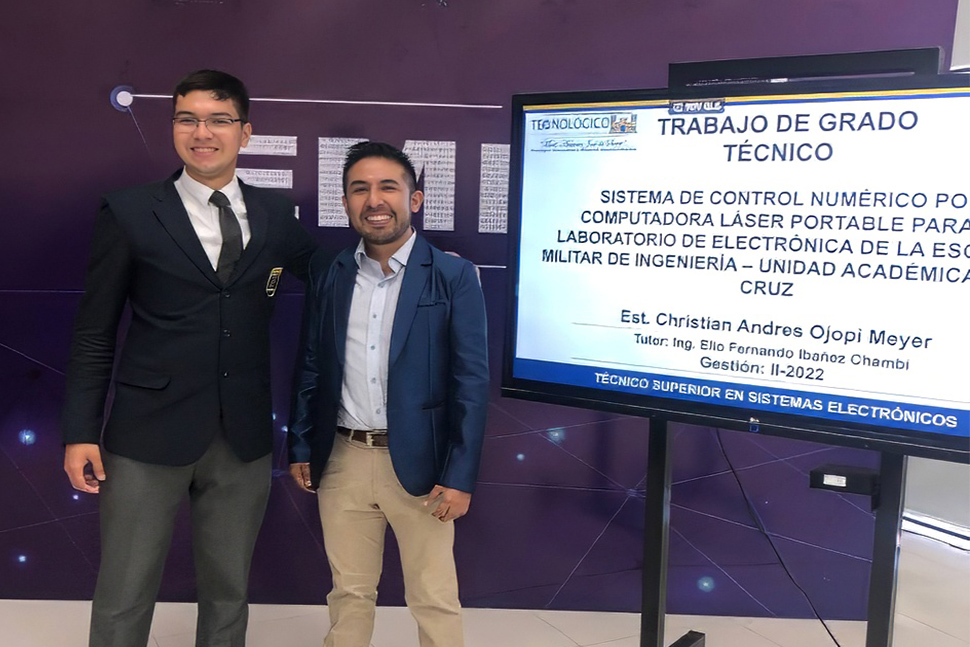 EMI
TECNOLÓGICO
TRABAJO DE GRADO
TÉCNICO
SISTEMA DE CONTROL NUMÉRICO PO
COMPUTADORA LÁSER PORTABLE PARA
LABORATORIO DE ELECTRÓNICA DE LA ESC
MILITAR DE INGENIERÍA – UNIDAD ACADÉMICA
CRUZ
Est. Christian Andres Ojopi Meyer
Tutor: Ing. Elio Fernando Ibañez Chambi
Gestión: II-2022
TÉCNICO SUPERIOR EN SISTEMAS ELECTRÓNICOS